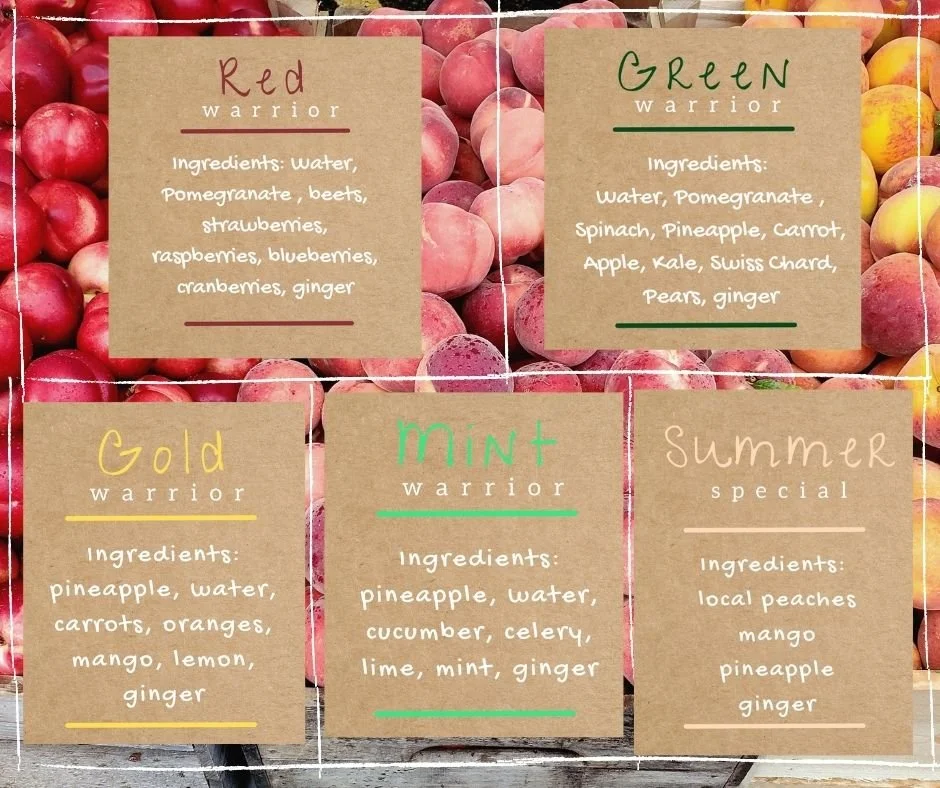 Red
warrior
Ingredients: Water,
Pomegranate , beets,
strawberries,
raspberries, blueberries,
cranberries, ginger
Green
warrior
Ingredients:
Water, Pomegranate ,
Spinach, Pineapple, Carrot,
Apple, Kale, Swiss Chard,
Pears, ginger
Gold
warrior
Ingredients:
pineapple, water,
carrots, oranges,
mango, lemon,
ginger
Mint
warrior
Ingredients:
pineapple, water,
cucumber, celery,
lime, mint, ginger
Summer
special
Ingredients:
local peaches
mango
pineapple
ginger